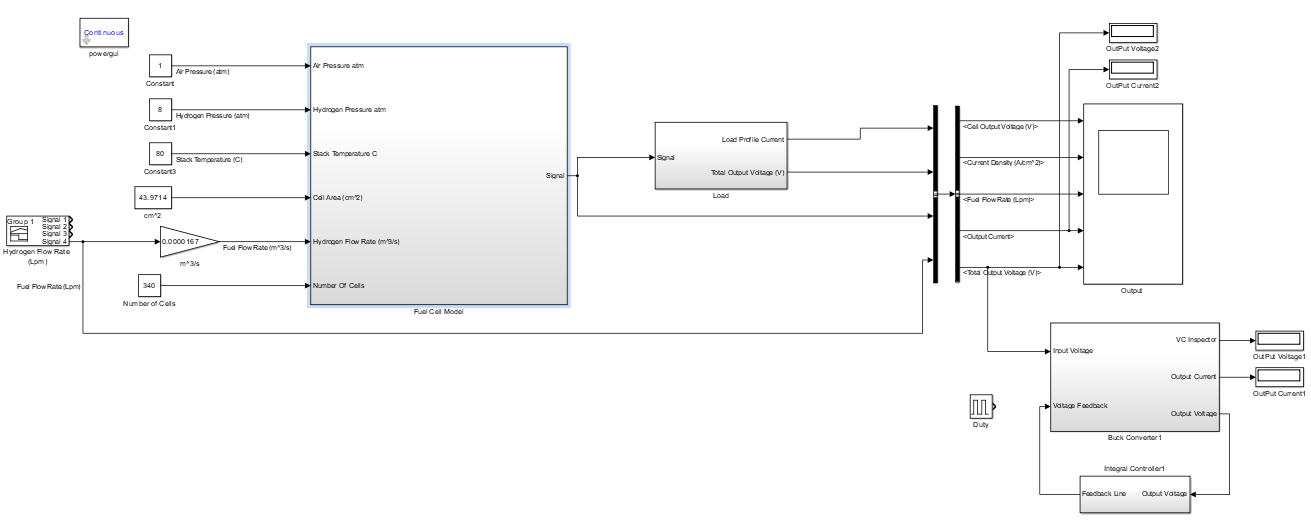 Continuous
powergui
1
Constant
Air Pressure (atm)
8
Constant1
Hydrogen Pressure (atm)
80
Constant3
Stack Temperature (C)
43.9714
cm^2
Group 1
Signal 1
Signal 2
Signal 3
Signal 4
Hydrogen Flow Rate
(Lpm )
Fuel Flow Rate (Lpm)
0.0000167
m^3/s
Fuel Flow Rate (m^3/s)
340
Number of Cells
Air Pressure atm
Hydrogen Pressure atm
Stack Temperature C
Cell Area (cm^2)
Hydrogen Flow Rate (m^3/s)
Number Of Cells
Signal
Fuel Cell Model
Signal
Load Profile Current
Total Output Voltage (V)
Load
<Cell Output Voltage (V)>
<Current Density (A/cm^2)>
<Fuel Flow Rate (Lpm)>
<Output Current>
<Total Output Voltage (V)>
OutPut Voltage2
OutPut Current2
Output
Input Voltage
Voltage Feedback
VC Inspector
Output Current
Output Voltage
Buck Converter1
OutPut Voltage1
OutPut Current1
Duty
Integral Controller1
Feedback Line
Output Voltage